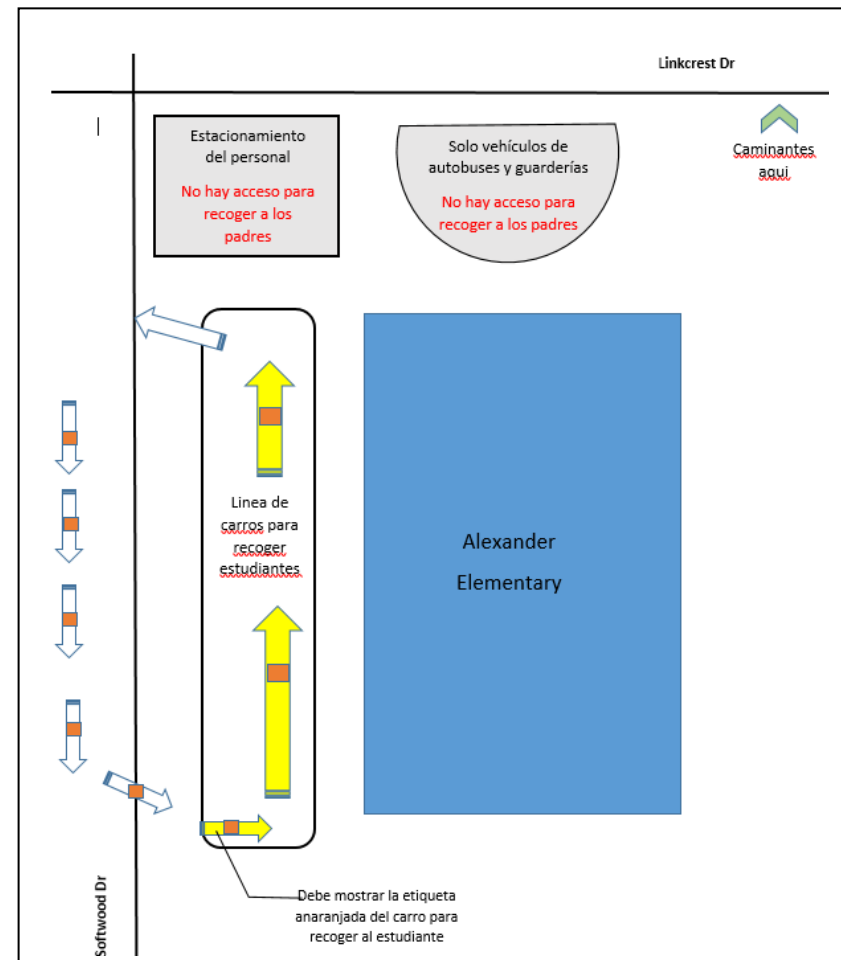 Linkcrest Dr
Estacionamiento
del personal
No hay acceso para
recoger a los
padres
Solo vehículos de
autobuses y guarderías
No hay acceso para
recoger a los padres
Caminantes
aqui
Linea de
carros para
recoger
estudiantes
Alexander
Elementary
Debe mostrar la etiqueta
anaranjada del carro para
recoger al estudiante
Softwood Dr